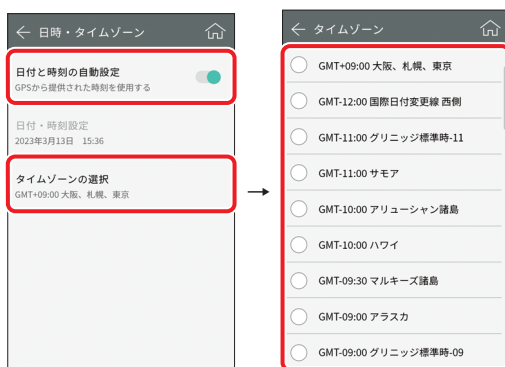 日時・タイムゾーン
日付と時刻の自動設定
GPSから提供された時刻を使用する
日付・時刻設定
2023年3月13日 15:36
タイムゾーンの選択
GMT+09:00 大阪、札幌、東京
→
タイムゾーン
GMT+09:00 大阪、札幌、東京
GMT-12:00 国際日付変更線 西側
GMT-11:00 グリニッジ標準時-11
GMT-11:00 サモア
GMT-10:00 アリューシャン諸島
GMT-10:00 ハワイ
GMT-09:30 マルキーズ諸島
GMT-09:00 アラスカ
GMT-09:00 グリニッジ標準時-09